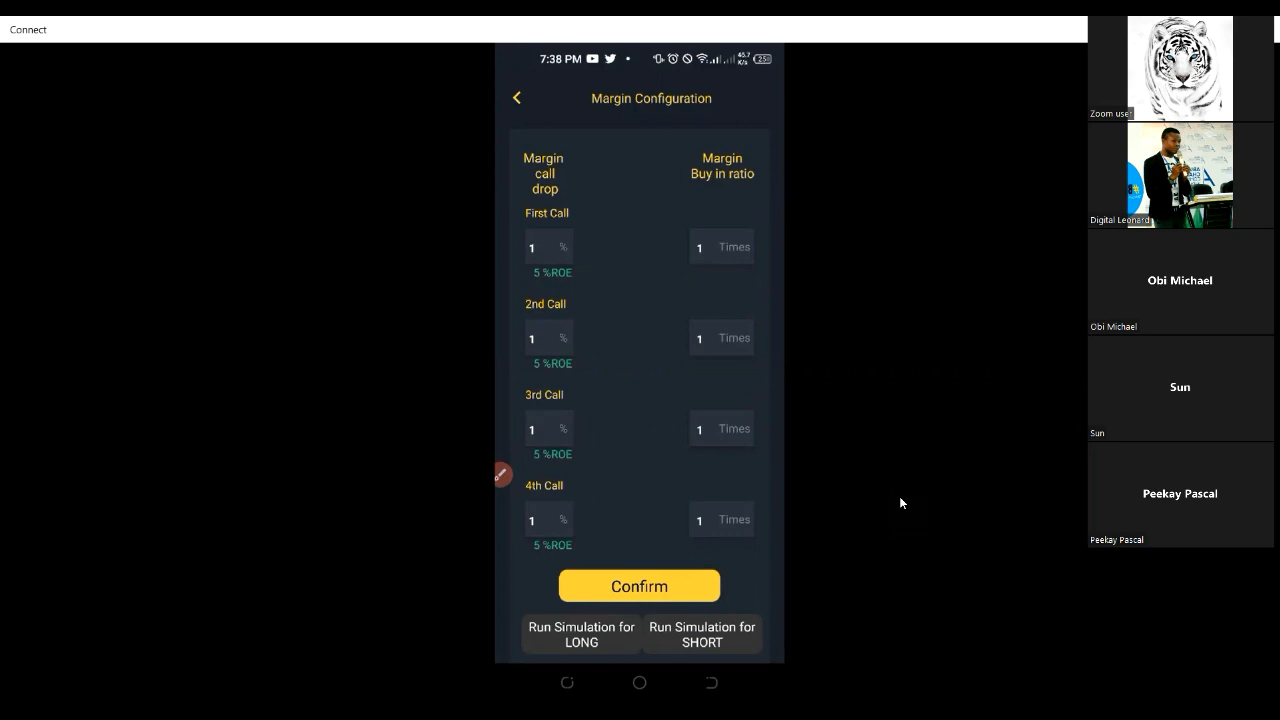 Connect
7:38 PM
45.7
K/s
25
Margin Configuration
Margin
call
drop
Margin
Buy in ratio
First Call
1 %
1 Times
5 %ROE
2nd Call
1 %
1 Times
5 %ROE
3rd Call
1 %
1 Times
5 %ROE
4th Call
1 %
1 Times
5 %ROE
Confirm
Run Simulation for
LONG
Run Simulation for
SHORT
Zoom user
Digital Leonard
Obi Michael
Obi Michael
Sun
Sun
Peekay Pascal
Peekay Pascal